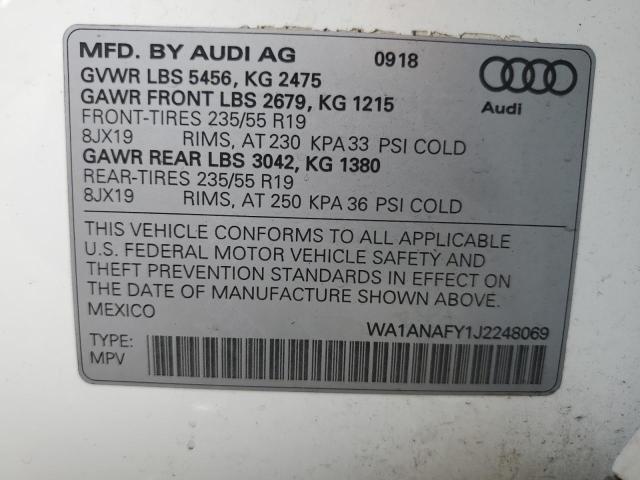 MFD. BY AUDI AG 0918
GVWR LBS 5456, KG 2475
GAWR FRONT LBS 2679, KG 1215
FRONT-TIRES 235/55 R19
8JX19 RIMS, AT 230 KPA 33 PSI COLD
GAWR REAR LBS 3042, KG 1380
REAR-TIRES 235/55 R19
8JX19 RIMS, AT 250 KPA 36 PSI COLD
Audi
THIS VEHICLE CONFORMS TO ALL APPLICABLE
U.S. FEDERAL MOTOR VEHICLE SAFETY AND
THEFT PREVENTION STANDARDS IN EFFECT ON
THE DATE OF MANUFACTURE SHOWN ABOVE.
MEXICO
WA1ANAFY1J2248069
TYPE:
MPV